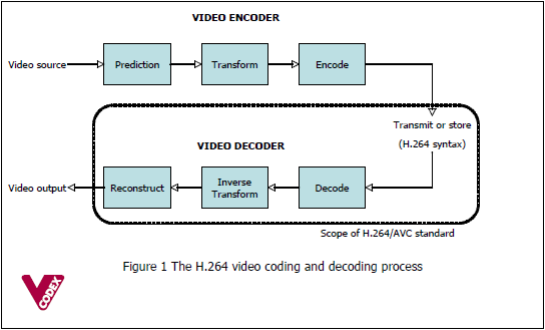 VIDEO ENCODER
Video source
Prediction
Transform
Encode
Transmit or store
(H.264 syntax)
VIDEO DECODER
Video output
Reconstruct
Inverse
Transform
Decode
Scope of H.264/AVC standard
Figure 1 The H.264 video coding and decoding process
V
CODEX